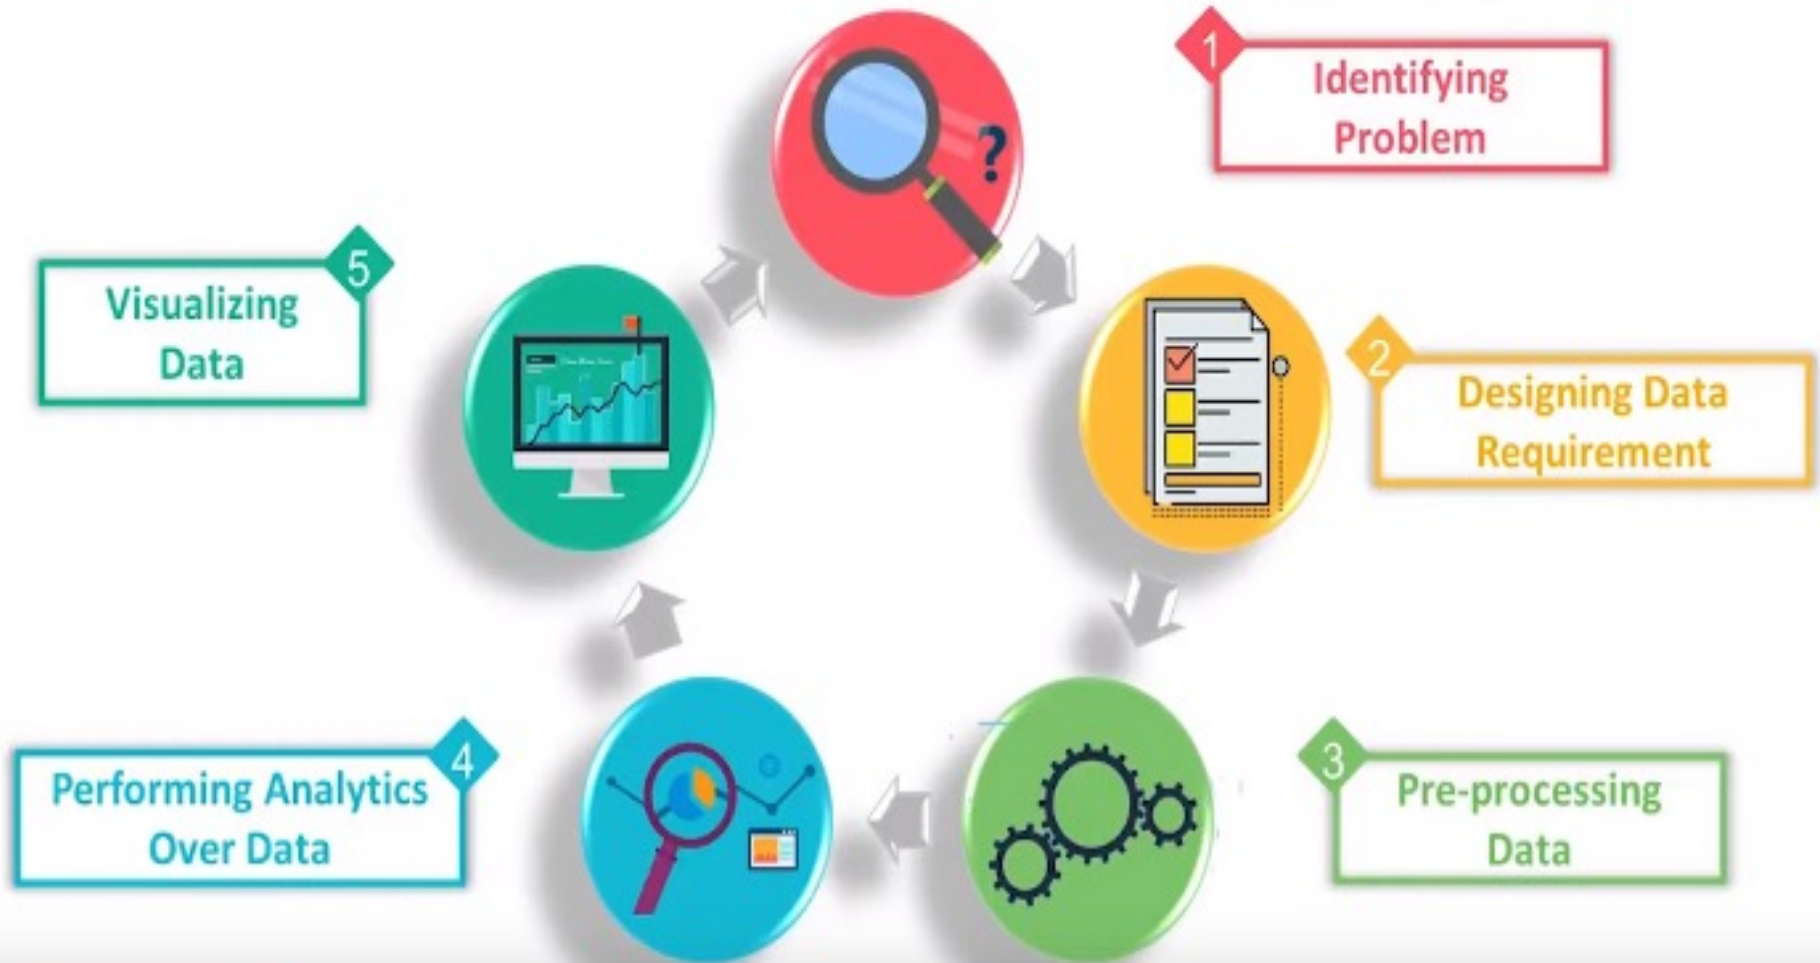 1
Identifying
Problem
2
Designing Data
Requirement
3
Pre-processing
Data
4
Performing Analytics
Over Data
5
Visualizing
Data
?